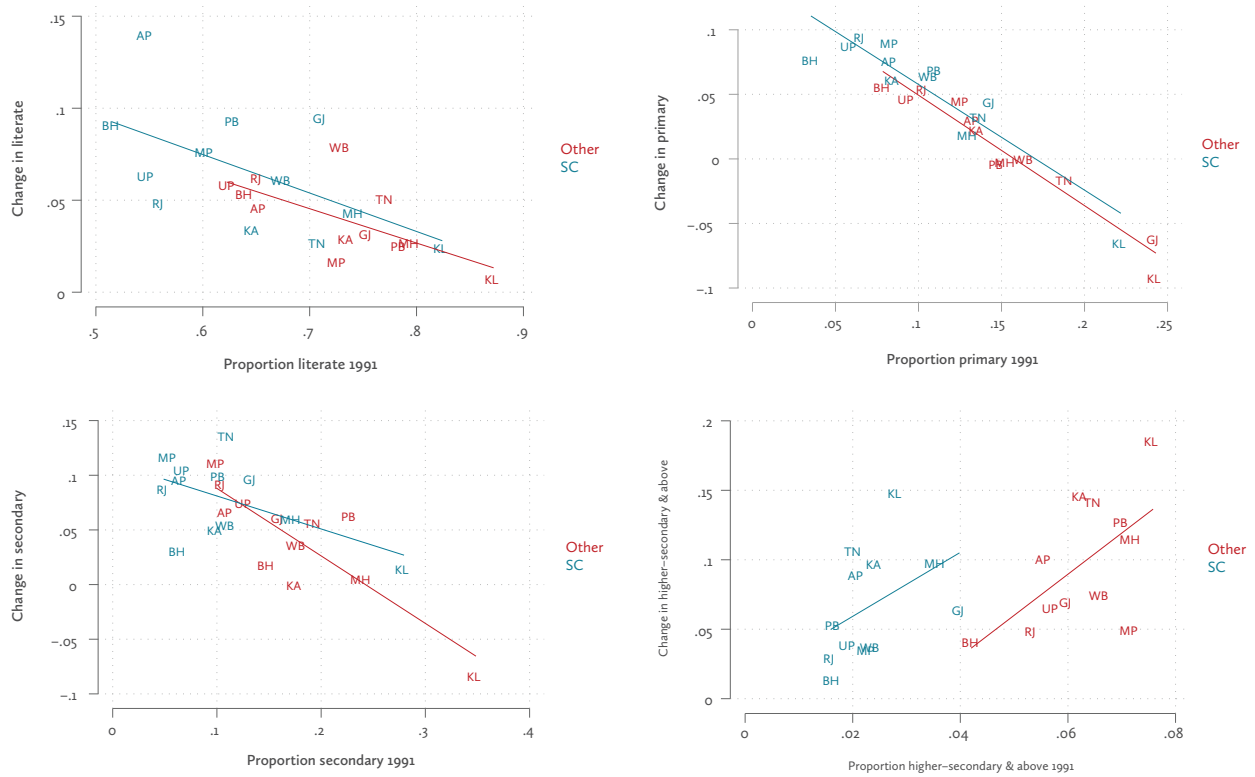 Change in literate
.15
.1
.05
0
AP
BH
PB
GJ
MP
WB
UP
RJ
WB
UP
RJ
BH
TN
RJ
AP
MH
KA
KA
GJ
TN
PB
MH
KL
MP
KL
.5
.6
.7
.8
.9
Proportion literate 1991
Other
SC
Change in primary
.1
.05
0
-.05
-.1
BH
UP
RJ
MP
AP
PB
WB
KA
BH
RJ
UP
MP
GJ
AP
TN
KA
MH
PB
MH
WB
TN
KL
GJ
KL
0
.05
.1
.15
.2
.25
Proportion primary 1991
Other
SC
Change in secondary
.15
.1
.05
0
-.05
-.1
TN
MP
MP
UP
AP
RJ
PB
RJ
GJ
UP
AP
GJ
MH
TN
PB
KA
WB
BH
WB
BH
KA
MH
KL
KL
0
.1
.2
.3
.4
Proportion secondary 1991
Other
SC
Change in higher-secondary & above
.2
.15
.1
.05
0
KL
KL
KA
TN
PB
MH
TN
KA
AP
MH
AP
PB
GJ
UP
GJ
WB
RJ
MP
UP
WB
MP
RJ
BH
BH
0
.02
.04
.06
.08
Proportion higher-secondary & above 1991
Other
SC